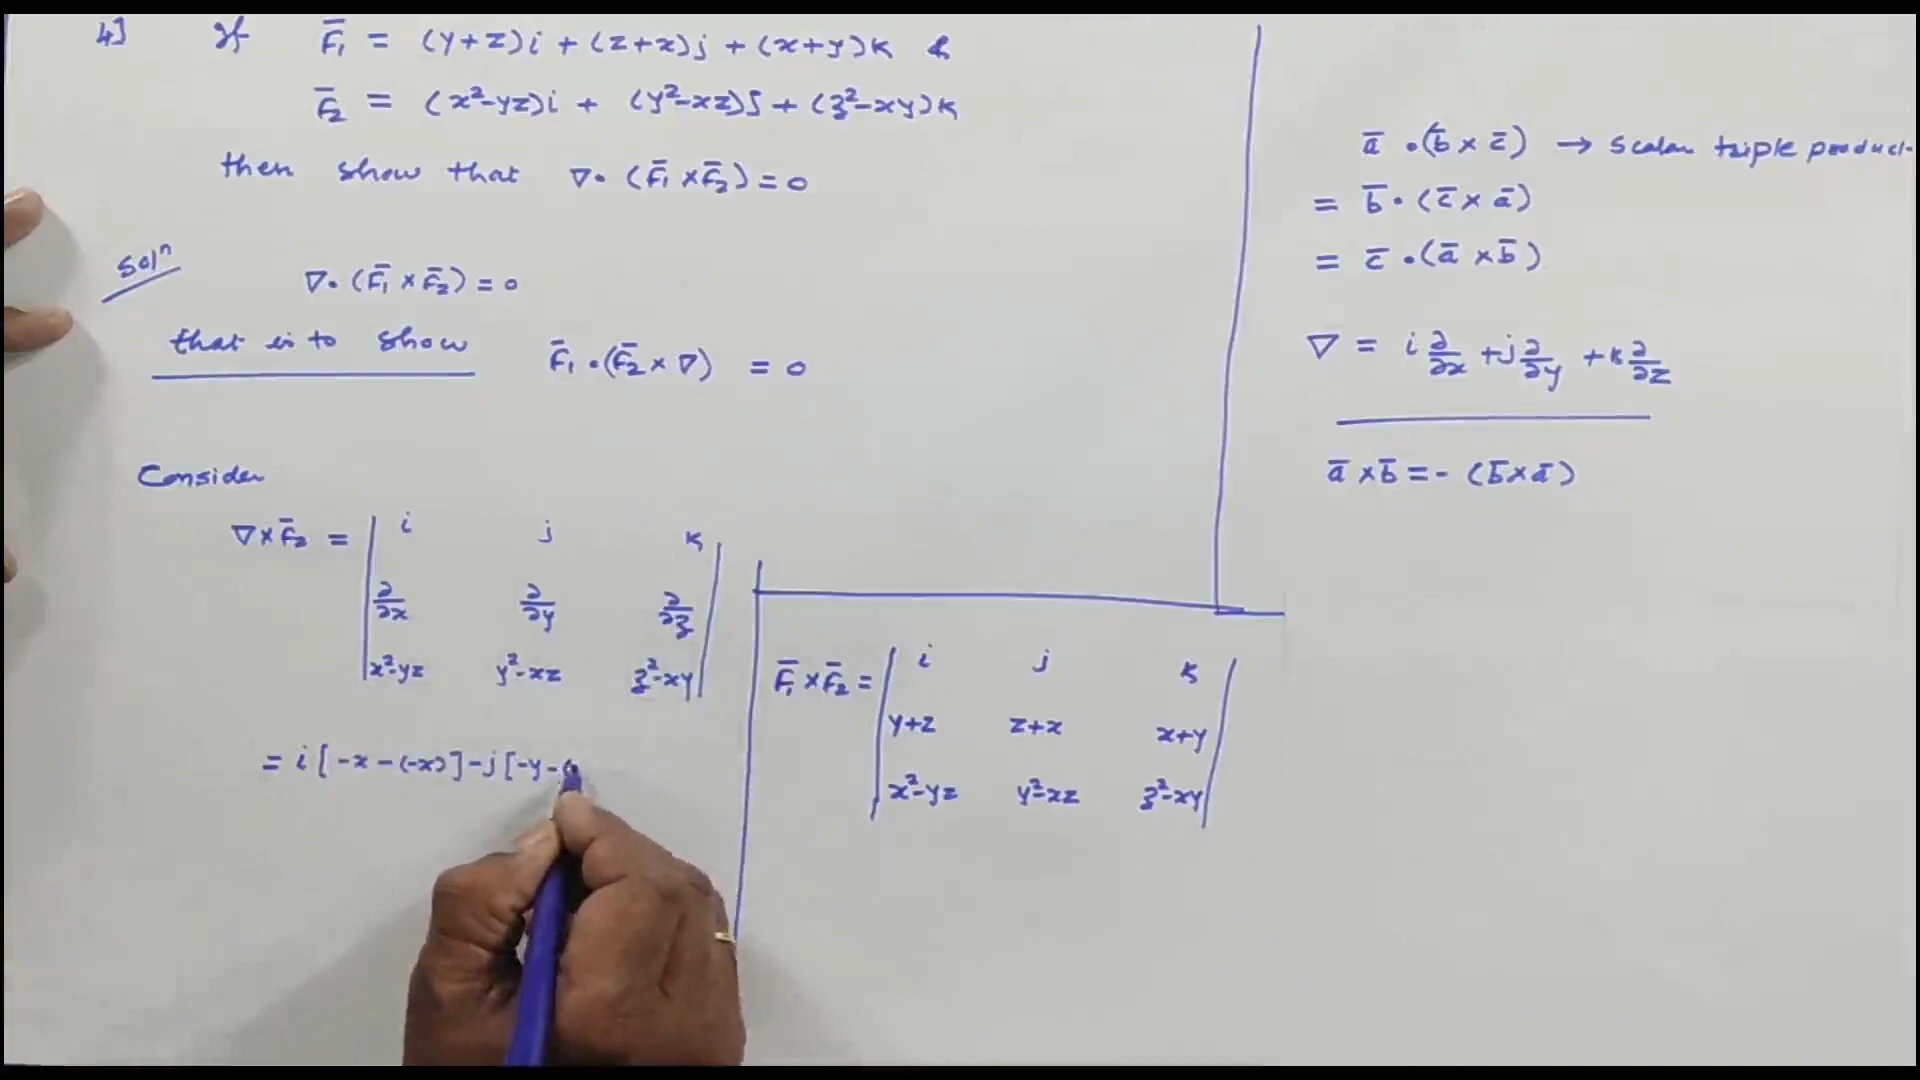 4] If F̄₁ = (y+z)i + (z+x)j + (x+y)k &
F̄₂ = (x²-yz)i + (y²-xz)j + (z²-xy)k
then show that ∇· (F̄₁ × F̄₂) = 0
Solⁿ
∇· (F̄₁ × F̄₂) = 0
that is to show F̄₁ · (F̄₂ × ∇) = 0
Consider
∇×F̄₂ = | i j k |
| ∂/∂x ∂/∂y ∂/∂z |
| x²-yz y²-xz z²-xy |
= i [ -x - (-x) ] - j [ -y - (
F̄₁ × F̄₂ = | i j k |
| y+z z+x x+y |
| x²-yz y²-xz z²-xy |
ā · (b̄ × c̄) → Scalar triple product
= b̄ · (c̄ × ā)
= c̄ · (ā × b̄)
∇ = i ∂/∂x + j ∂/∂y + k ∂/∂z
ā × b̄ = - (b̄ × ā)